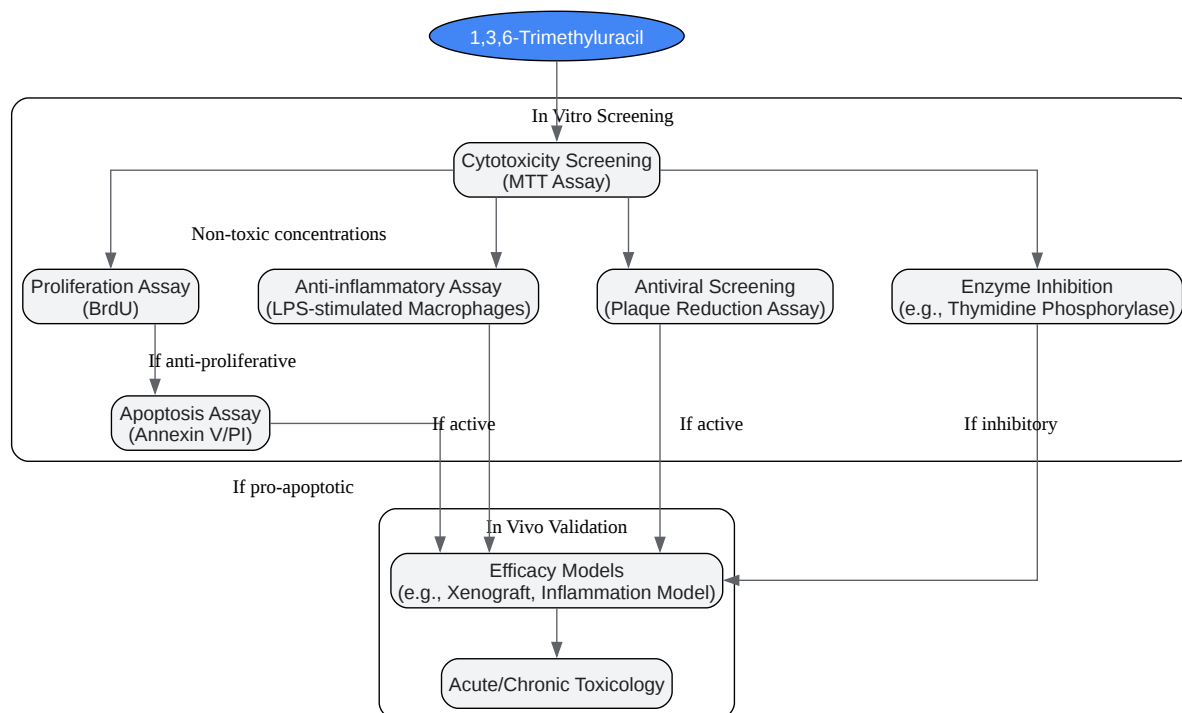 1,3,6-Trimethyluracil
In Vitro Screening
Cytotoxicity Screening
(MTT Assay)
Non-toxic concentrations
Proliferation Assay
(BrdU)
Anti-inflammatory Assay
(LPS-stimulated Macrophages)
Antiviral Screening
(Plaque Reduction Assay)
Enzyme Inhibition
(e.g., Thymidine Phosphorylase)
If anti-proliferative
Apoptosis Assay
(Annexin V/PI)
If active
If active
If inhibitory
If pro-apoptotic
In Vivo Validation
Efficacy Models
(e.g., Xenograft, Inflammation Model)
Acute/Chronic Toxicology